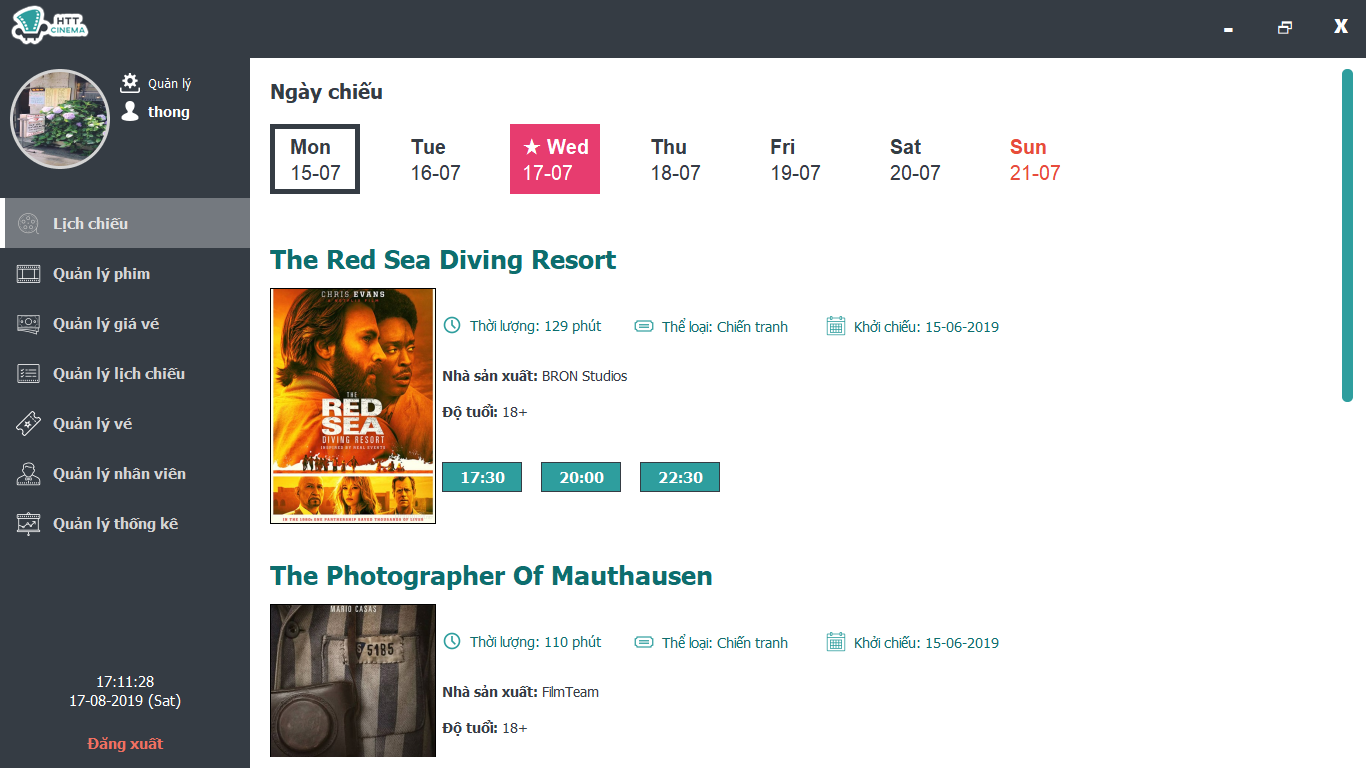 HTT
CINEMA
X
Quản lý
thong
Lịch chiếu
Quản lý phim
Quản lý giá vé
Quản lý lịch chiếu
Quản lý vé
Quản lý nhân viên
Quản lý thống kê
17:11:28
17-08-2019 (Sat)
Đăng xuất
Ngày chiếu
Mon Tue ★ Wed Thu Fri Sat Sun
15-07 16-07 17-07 18-07 19-07 20-07 21-07
The Red Sea Diving Resort
CHRIS EVANS
A NETFLIX FILM
THE
RED
SEA
DIVING RESORT
INSPIRED BY REAL EVENTS
IN THE 1980s ONE PARTNERSHIP SAVED THOUSANDS OF LIVES
Thời lượng: 129 phút Thể loại: Chiến tranh Khởi chiếu: 15-06-2019
Nhà sản xuất: BRON Studios
Độ tuổi: 18+
17:30 20:00 22:30
The Photographer Of Mauthausen
MARIO CASAS
5185
Thời lượng: 110 phút Thể loại: Chiến tranh Khởi chiếu: 15-06-2019
Nhà sản xuất: FilmTeam
Độ tuổi: 18+